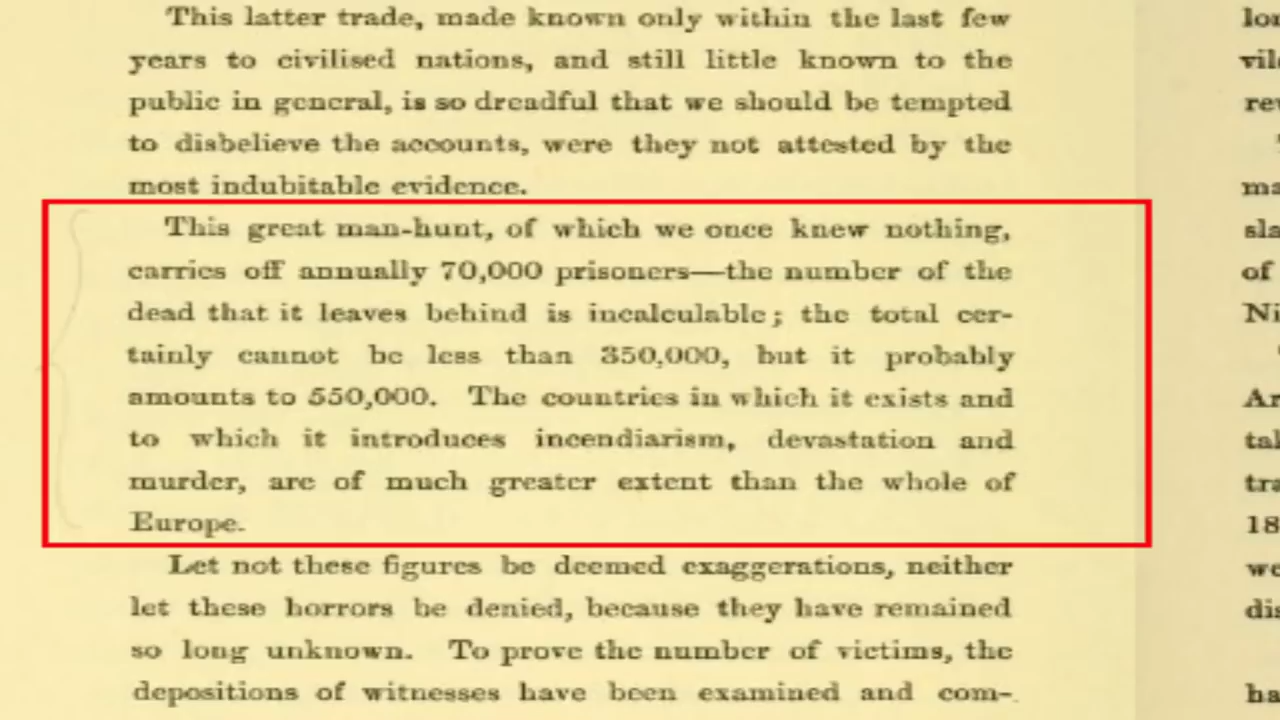 This latter trade, made known only within the last few
years to civilised nations, and still little known to the
public in general, is so dreadful that we should be tempted
to disbelieve the accounts, were they not attested by the
most indubitable evidence.
This great man-hunt, of which we once knew nothing,
carries off annually 70,000 prisoners—the number of the
dead that it leaves behind is incalculable; the total cer-
tainly cannot be less than 350,000, but it probably
amounts to 550,000. The countries in which it exists and
to which it introduces incendiarism, devastation and
murder, are of much greater extent than the whole of
Europe.
Let not these figures be deemed exaggerations, neither
let these horrors be denied, because they have remained
so long unknown. To prove the number of victims, the
depositions of witnesses have been examined and com-
of
18